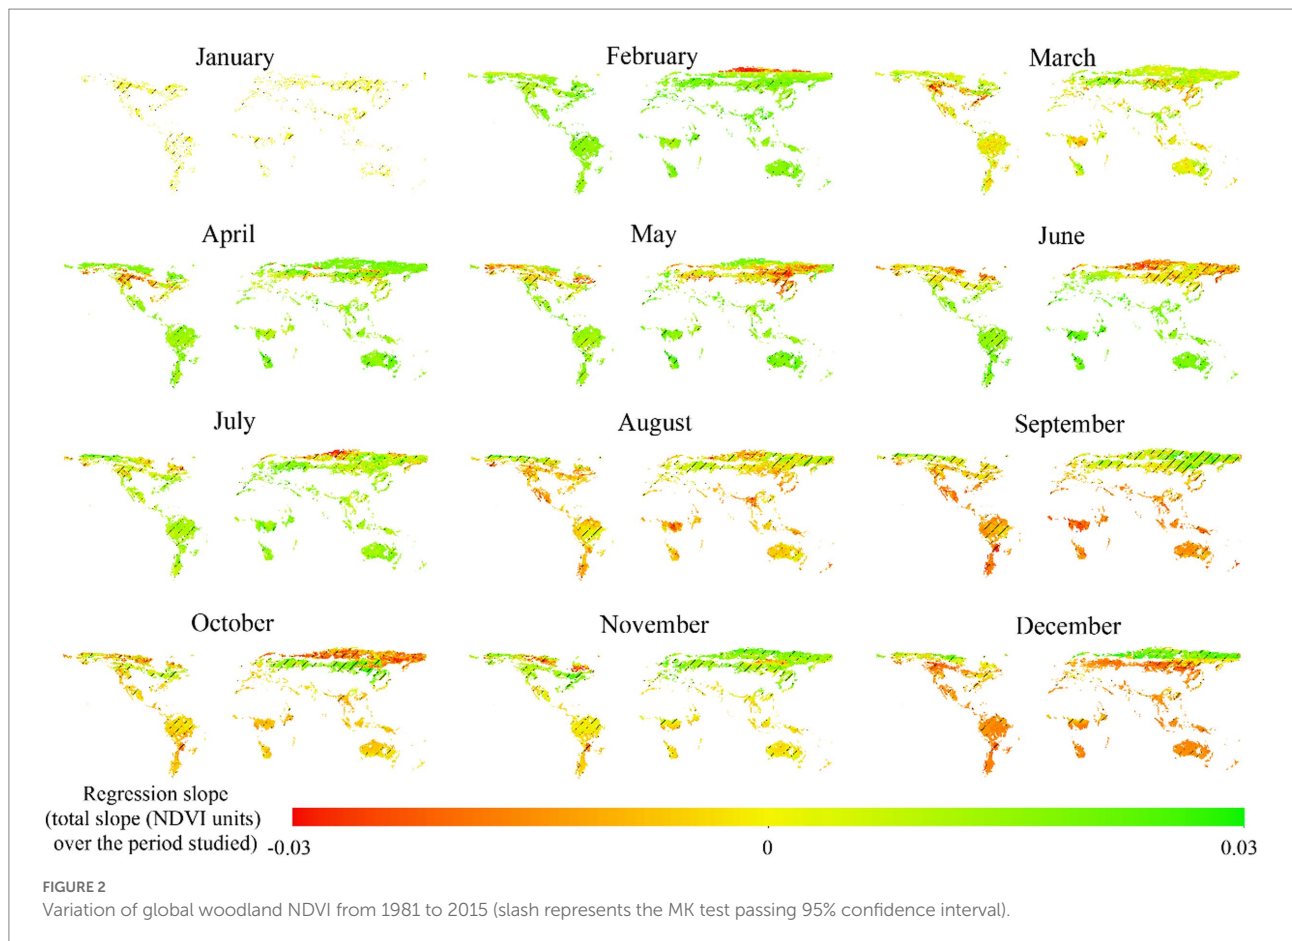 January
February
March
April
May
June
July
August
September
October
November
December
Regression slope
(total slope (NDVI units)
over the period studied)
-0.03
0
0.03
FIGURE 2
Variation of global woodland NDVI from 1981 to 2015 (slash represents the MK test passing 95% confidence interval).